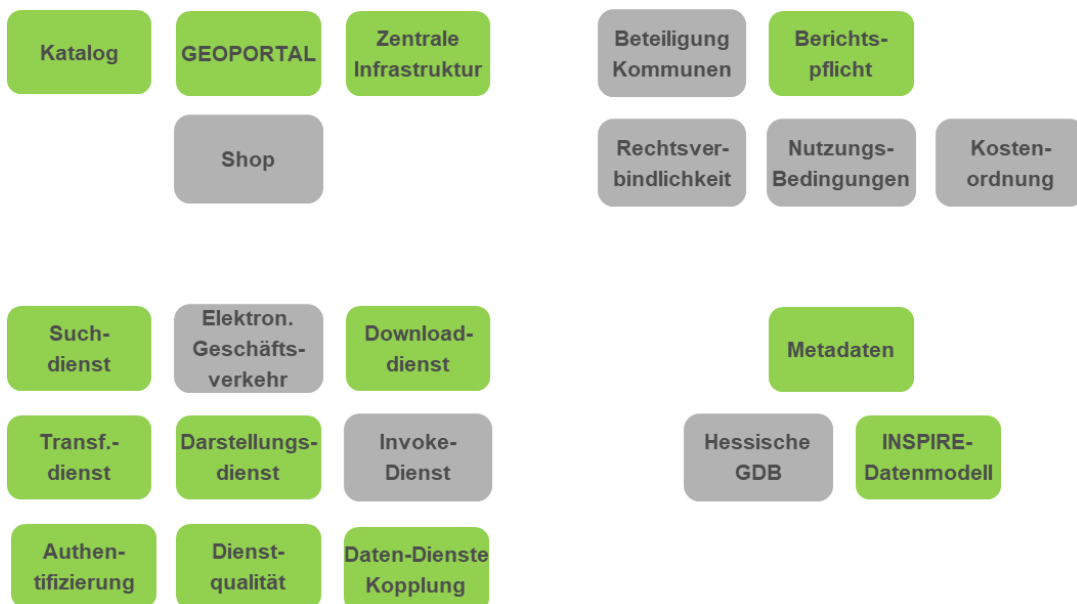 Katalog
GEOPORTAL
Zentrale
Infrastruktur
Shop
Beteiligung
Kommunen
Berichts-
pflicht
Rechtsver-
bindlichkeit
Nutzungs-
Bedingungen
Kosten-
ordnung
Such-
dienst
Elektron.
Geschäfts-
verkehr
Download-
dienst
Transf.-
dienst
Darstellungs-
dienst
Invoke-
Dienst
Authen-
tifizierung
Dienst-
qualität
Daten-Dienste
Kopplung
Metadaten
Hessische
GDB
INSPIRE-
Datenmodell